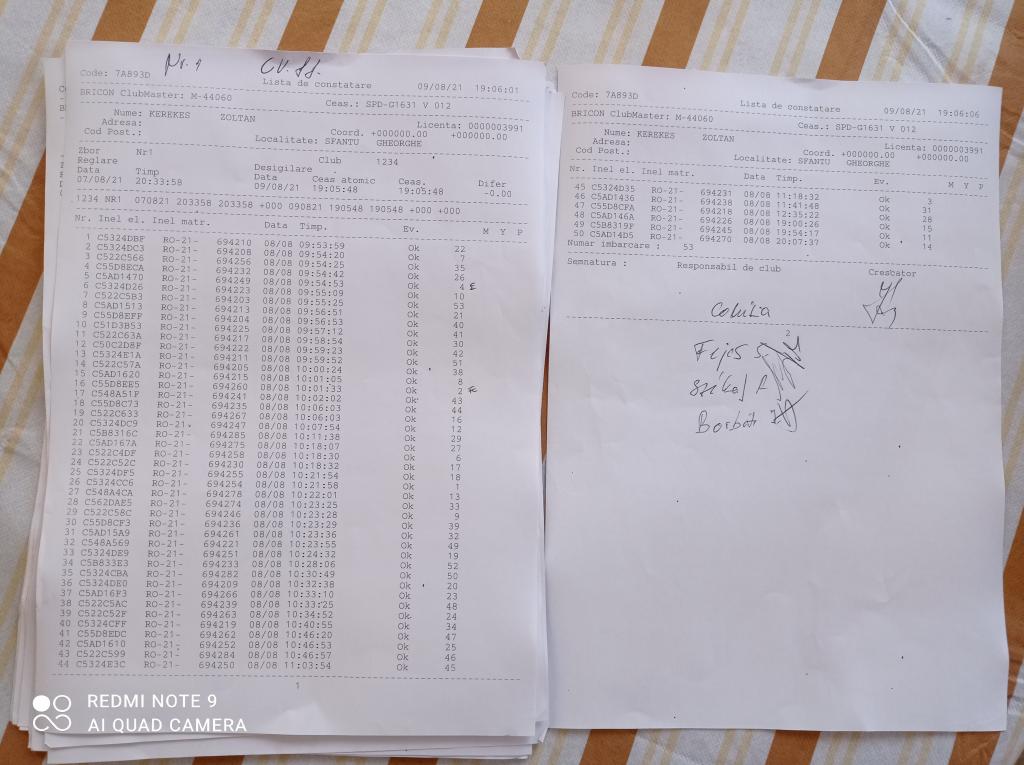 Nr. 1
Code: 7A893D Lista de constatare 09/08/21 19:06:01
BRICON ClubMaster: M-44060 Ceas.: SPD-G1631 V 012
Nume: KEREKES ZOLTAN Licenta: 0000003991
Adresa: Coord. +000000.00 +000000.00
Cod Post.: Localitate: SFANTU GHEORGHE
Zbor Nr1 Club 1234
Reglare Desigilare
Data Timp Data Ceas atomic Ceas. Difer
07/08/21 20:33:58 09/08/21 19:05:48 19:05:48 -0.00
1234 NR1 070821 203358 203358 +000 090821 190548 190548 +000 +000
Nr. Inel el. Inel matr. Data Timp. Ev. M Y P
1 C5324DBF RO-21- 694210 08/08 09:53:59 Ok 22
2 C5324DC3 RO-21- 694208 08/08 09:54:20 Ok 7
3 C522C566 RO-21- 694256 08/08 09:54:25 Ok 35
4 C55D8ECA RO-21- 694232 08/08 09:54:42 Ok 26
5 C5AD1470 RO-21- 694249 08/08 09:54:53 Ok 4
6 C5324D26 RO-21- 694223 08/08 09:55:09 Ok 10
7 C522C5B3 RO-21- 694203 08/08 09:55:25 Ok 53
8 C5AD1513 RO-21- 694213 08/08 09:56:51 Ok 21
9 C55D8EFF RO-21- 694204 08/08 09:56:53 Ok 40
10 C51D3B53 RO-21- 694225 08/08 09:57:12 Ok 41
11 C522C63A RO-21- 694217 08/08 09:58:54 Ok 30
12 C50C2D8F RO-21- 694222 08/08 09:59:23 Ok 42
13 C5324E1A RO-21- 694211 08/08 09:59:52 Ok 51
14 C522C57A RO-21- 694205 08/08 10:00:24 Ok 38
15 C5AD1620 RO-21- 694215 08/08 10:01:05 Ok 8
16 C55D8EE5 RO-21- 694260 08/08 10:01:33 Ok 2
17 C548A51F RO-21- 694241 08/08 10:02:02 Ok 43
18 C55D8C73 RO-21- 694235 08/08 10:06:03 Ok 44
19 C522C633 RO-21- 694267 08/08 10:06:03 Ok 16
20 C5324DC9 RO-21- 694247 08/08 10:07:54 Ok 12
21 C5B8316C RO-21- 694285 08/08 10:11:38 Ok 29
22 C5AD167A RO-21- 694275 08/08 10:18:07 Ok 27
23 C522C4DF RO-21- 694258 08/08 10:18:30 Ok 6
24 C522C52C RO-21- 694230 08/08 10:18:32 Ok 17
25 C5324DF5 RO-21- 694255 08/08 10:21:54 Ok 18
26 C5324CC6 RO-21- 694254 08/08 10:21:58 Ok 1
27 C548A4CA RO-21- 694278 08/08 10:22:01 Ok 13
28 C562DAE5 RO-21- 694274 08/08 10:23:25 Ok 33
29 C522C58C RO-21- 694246 08/08 10:23:28 Ok 9
30 C55D8CF3 RO-21- 694236 08/08 10:23:29 Ok 39
31 C5AD15A9 RO-21- 694261 08/08 10:23:36 Ok 32
32 C548A569 RO-21- 694221 08/08 10:23:55 Ok 49
33 C5324DE9 RO-21- 694251 08/08 10:24:32 Ok 19
34 C5B833E3 RO-21- 694233 08/08 10:28:06 Ok 52
35 C5324CBA RO-21- 694282 08/08 10:30:49 Ok 50
36 C5324DE0 RO-21- 694209 08/08 10:32:38 Ok 20
37 C5AD16F3 RO-21- 694266 08/08 10:33:10 Ok 23
38 C522C5AC RO-21- 694239 08/08 10:33:25 Ok 48
39 C522C52F RO-21- 694263 08/08 10:34:52 Ok 24
40 C5324CFF RO-21- 694219 08/08 10:40:55 Ok 34
41 C55D8EDC RO-21- 694262 08/08 10:46:20 Ok 47
42 C5AD1610 RO-21- 694252 08/08 10:46:53 Ok 25
43 C522C599 RO-21- 694284 08/08 10:46:57 Ok 46
44 C5324E3C RO-21- 694250 08/08 11:03:54 Ok 45
1
Code: 7A893D Lista de constatare 09/08/21 19:06:06
BRICON ClubMaster: M-44060 Ceas.: SPD-G1631 V 012
Nume: KEREKES ZOLTAN Licenta: 0000003991
Adresa: Coord. +000000.00 +000000.00
Cod Post.: Localitate: SFANTU GHEORGHE
Nr. Inel el. Inel matr. Data Timp. Ev. M Y P
45 C5324D35 RO-21- 694231 08/08 11:18:32 Ok 3
46 C5AD1436 RO-21- 694238 08/08 11:41:48 Ok 31
47 C55D8CFA RO-21- 694218 08/08 12:35:22 Ok 28
48 C5AD146A RO-21- 694226 08/08 19:00:26 Ok 15
49 C5B8319F RO-21- 694245 08/08 19:54:17 Ok 11
50 C5AD14D5 RO-21- 694270 08/08 20:07:37 Ok 14
Numar imbarcare : 53
Semnatura : Responsabil de club Crescator
2
REDMI NOTE 9
AI QUAD CAMERA